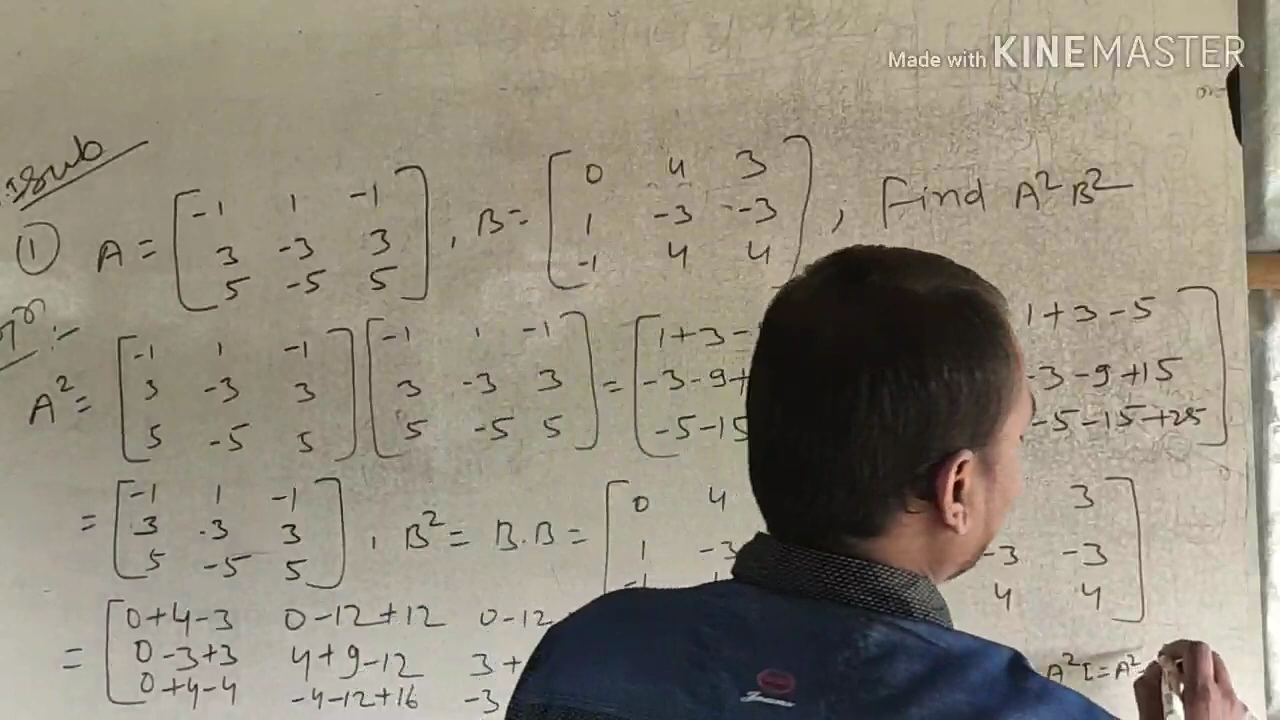 Made with KINEMASTER
Sub
① A = [ -1 1 -1 ], B = [ 0 4 3 ], Find A² B²
3 -3 3 1 -3 -3
5 -5 5 -1 4 4
A² = [ -1 1 -1 ] [ -1 1 -1 ] = [ 1+3- 1+3-5 ]
3 -3 3 3 -3 3 -3-9+ -3-9+15
5 -5 5 5 -5 5 -5-15 -5-15+25
= [ -1 1 -1 ], B² = B.B = [ 0 4 3 ]
3 -3 3 1 -3 -3 -3
5 -5 5 -1 4 4
= [ 0+4-3 0-12+12 0-12
0-3+3 4+9-12 3+
0+4-4 -4-12+16 -3
A²I = A²